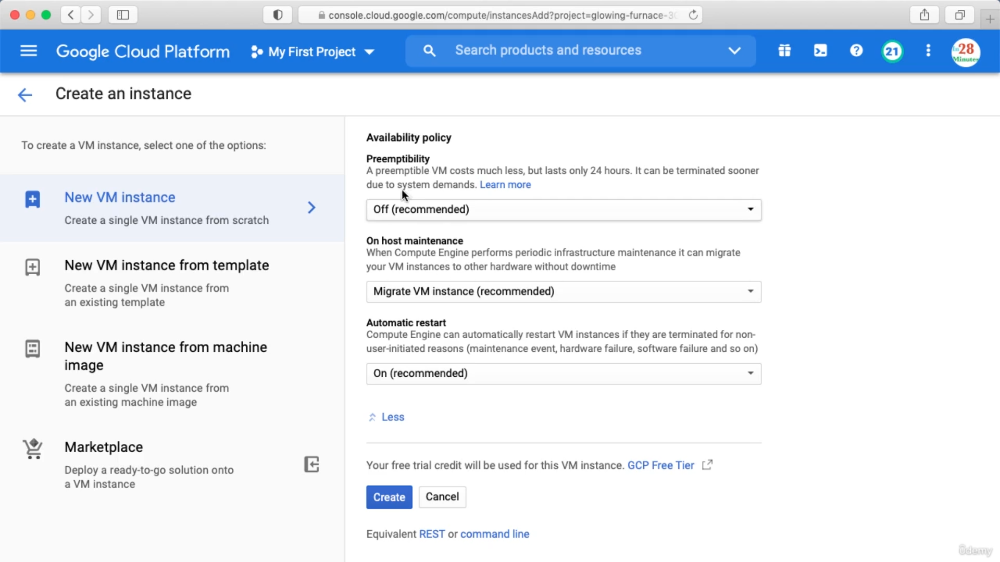 console.cloud.google.com/compute/instancesAdd?project=glowing-furnace-3
Google Cloud Platform
My First Project
Search products and resources
21
in28
Minutes
Create an instance
To create a VM instance, select one of the options:
New VM instance
Create a single VM instance from scratch
New VM instance from template
Create a single VM instance from
an existing template
New VM instance from machine
image
Create a single VM instance from
an existing machine image
Marketplace
Deploy a ready-to-go solution onto
a VM instance
Availability policy
Preemptibility
A preemptible VM costs much less, but lasts only 24 hours. It can be terminated sooner
due to system demands. Learn more
Off (recommended)
On host maintenance
When Compute Engine performs periodic infrastructure maintenance it can migrate
your VM instances to other hardware without downtime
Migrate VM instance (recommended)
Automatic restart
Compute Engine can automatically restart VM instances if they are terminated for non-
user-initiated reasons (maintenance event, hardware failure, software failure and so on)
On (recommended)
Less
Your free trial credit will be used for this VM instance. GCP Free Tier
Create
Cancel
Equivalent REST or command line
ûdemy